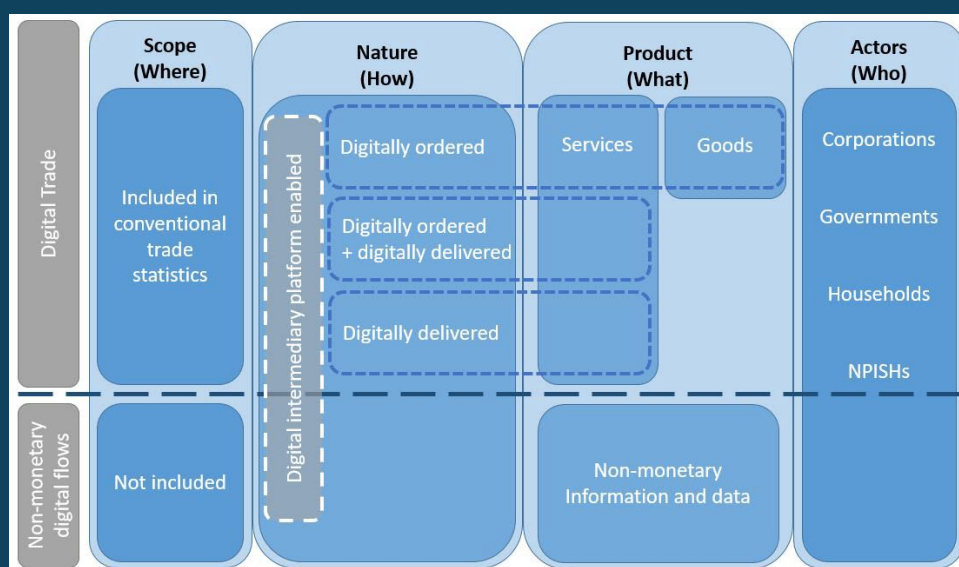 Scope
(Where)
Nature
(How)
Product
(What)
Actors
(Who)
Digital Trade
Included in
conventional
trade
statistics
Digital intermediary platform enabled
Digitally ordered
Services
Goods
Corporations
Digitally ordered
+ digitally delivered
Governments
Households
Digitally delivered
NPISHs
Non-monetary
digital flows
Not included
Non-monetary
Information and data